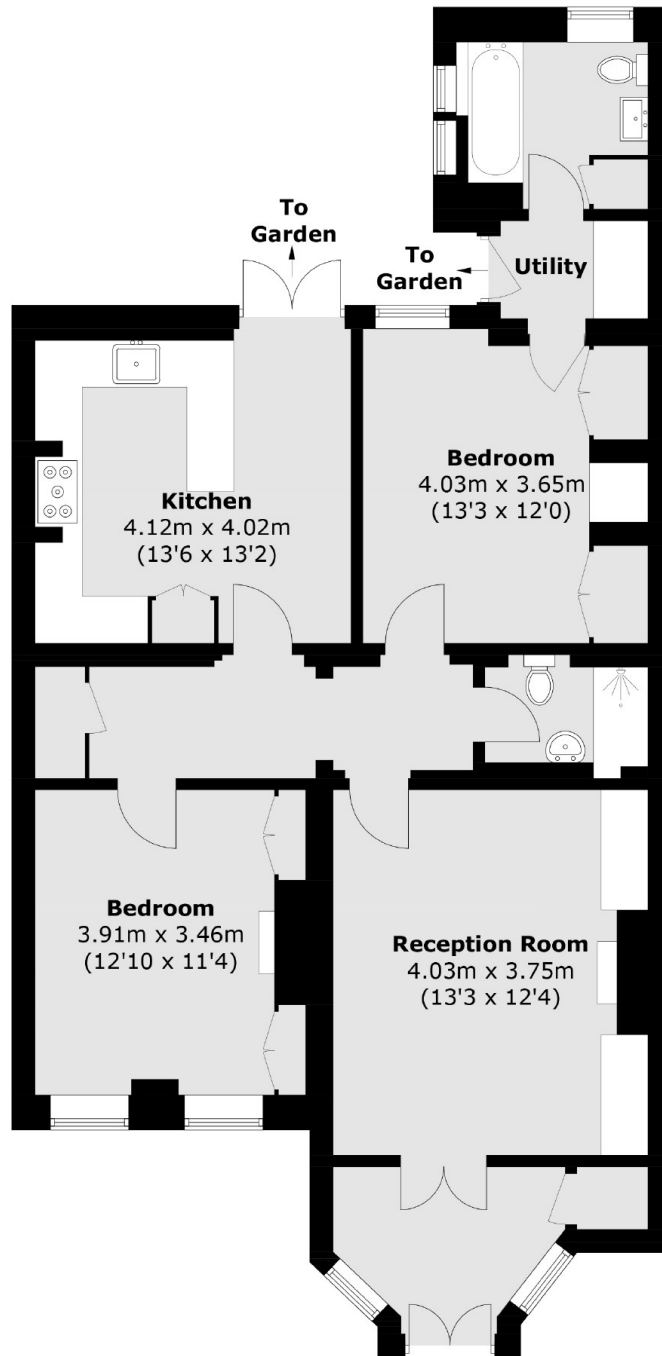 To
Garden
To
Garden
Utility
Bedroom
4.03m x 3.65m
(13'3 x 12'0)
Kitchen
4.12m x 4.02m
(13'6 x 13'2)
Bedroom
3.91m x 3.46m
(12'10 x 11'4)
Reception Room
4.03m x 3.75m
(13'3 x 12'4)